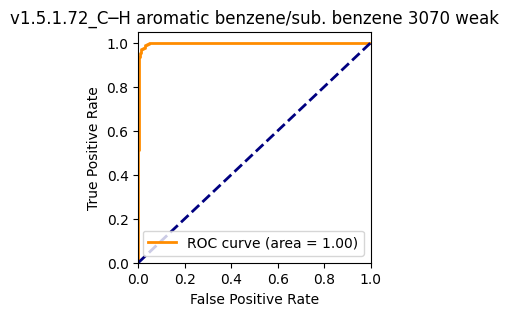 v1.5.1.72_C─H aromatic benzene/sub. benzene 3070 weak
1.0
0.8
0.6
0.4
0.2
0.0
True Positive Rate
ROC curve (area = 1.00)
0.0 0.2 0.4 0.6 0.8 1.0
False Positive Rate